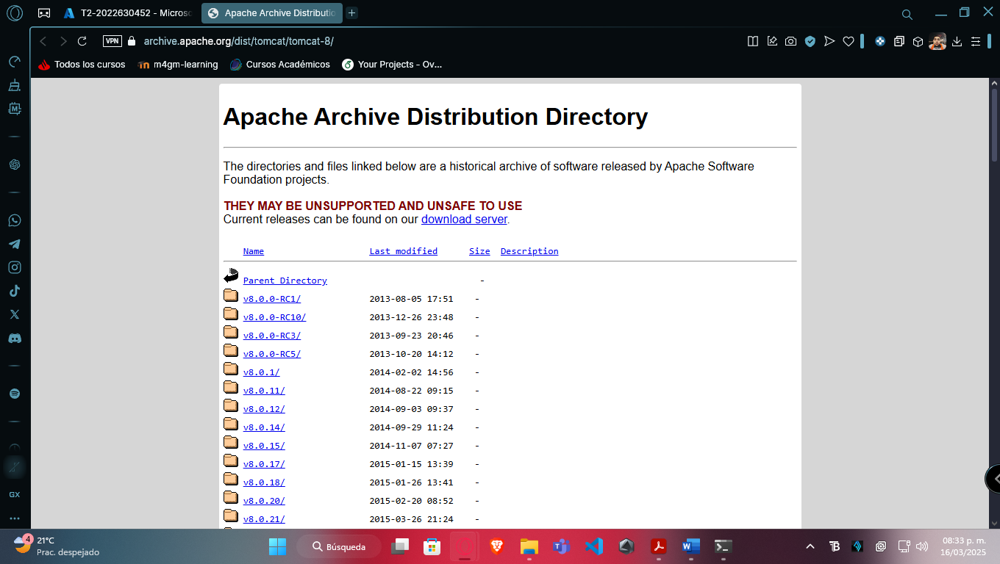 T2-2022630452 - Micros
Apache Archive Distributi
VPN
archive.apache.org/dist/tomcat/tomcat-8/
Todos los cursos
m4gm-learning
Cursos Académicos
Your Projects - Ov...
Apache Archive Distribution Directory
The directories and files linked below are a historical archive of software released by Apache Software
Foundation projects.
THEY MAY BE UNSUPPORTED AND UNSAFE TO USE
Current releases can be found on our download server.
Name Last modified Size Description
Parent Directory -
v8.0.0-RC1/ 2013-08-05 17:51 -
v8.0.0-RC10/ 2013-12-26 23:48 -
v8.0.0-RC3/ 2013-09-23 20:46 -
v8.0.0-RC5/ 2013-10-20 14:12 -
v8.0.1/ 2014-02-02 14:56 -
v8.0.11/ 2014-08-22 09:15 -
v8.0.12/ 2014-09-03 09:37 -
v8.0.14/ 2014-09-29 11:24 -
v8.0.15/ 2014-11-07 07:27 -
v8.0.17/ 2015-01-15 13:39 -
v8.0.18/ 2015-01-26 13:41 -
v8.0.20/ 2015-02-20 08:52 -
v8.0.21/ 2015-03-26 21:24 -
GX
4
21°C
Prac. despejado
Búsqueda
08:33 p. m.
16/03/2025